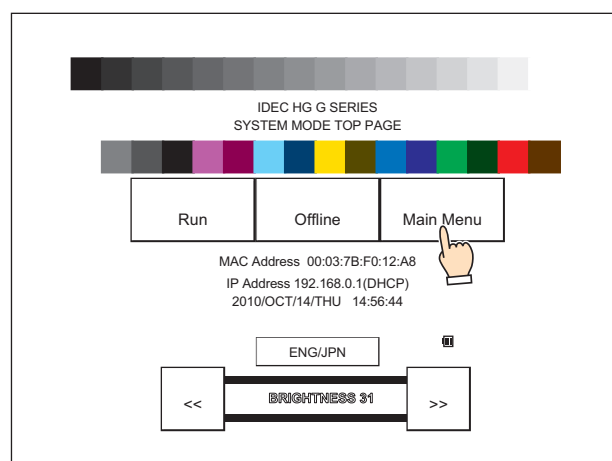 IDEC HG G SERIES
SYSTEM MODE TOP PAGE
Run Offline Main Menu
MAC Address 00:03:7B:F0:12:A8
IP Address 192.168.0.1(DHCP)
2010/OCT/14/THU 14:56:44
ENG/JPN
<< BRIGHTNESS 31 >>